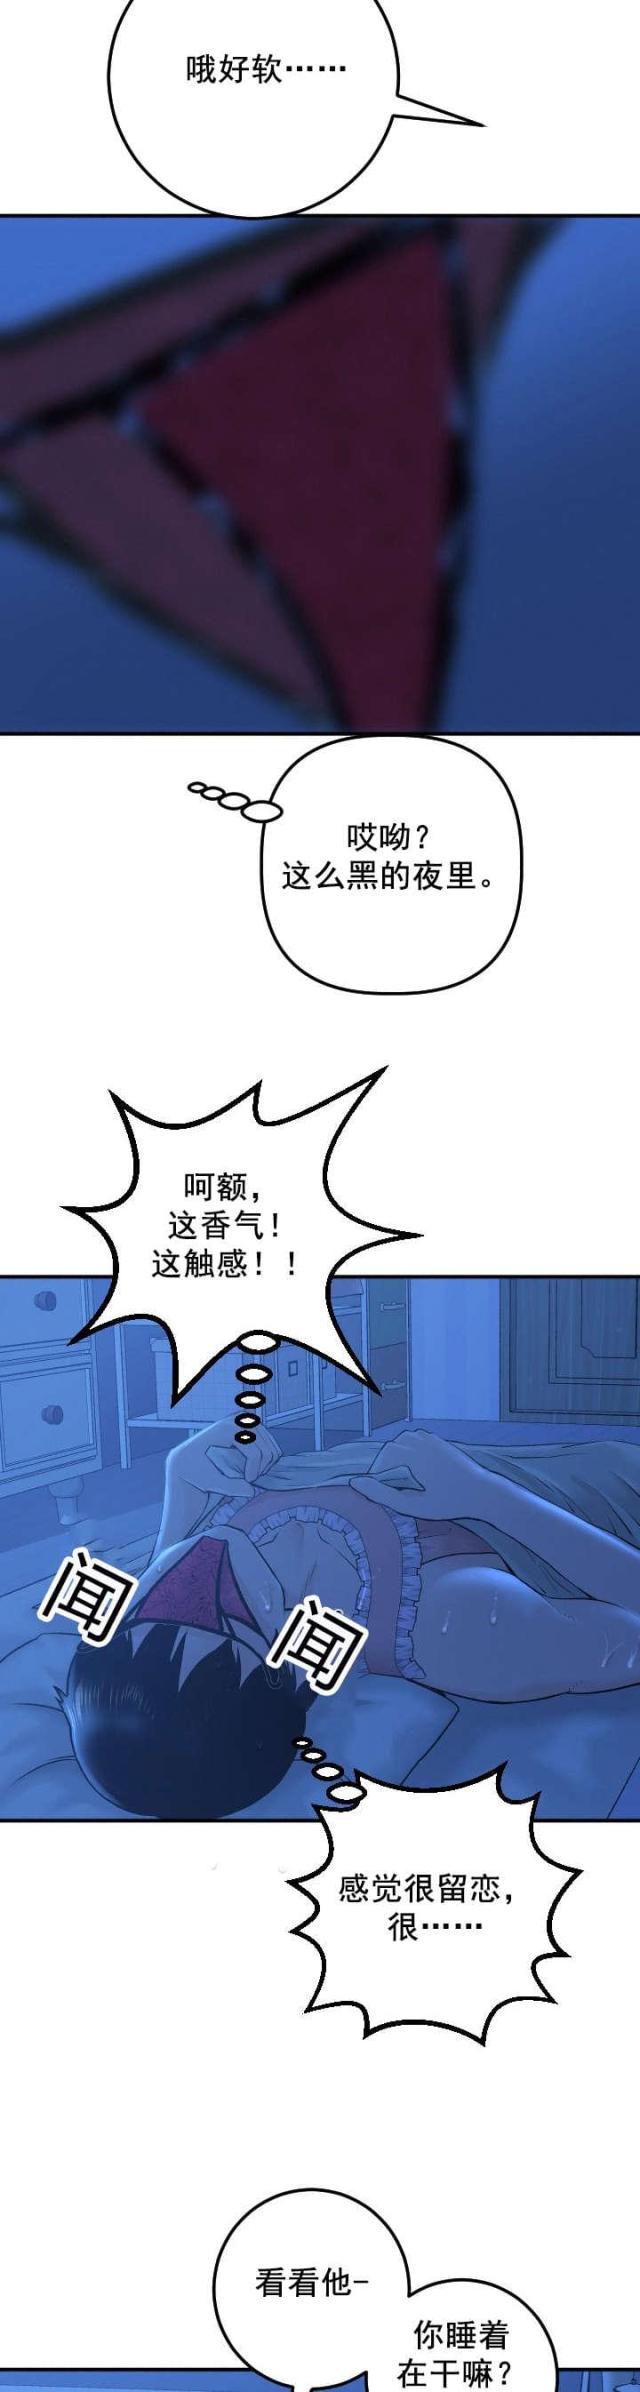 哦好软……
哎呦？
这么黑的夜里。
呵额，
这香气！
这触感！！
闻
闻
感觉很留恋，
很……
看看他-
你睡着
在干嘛？